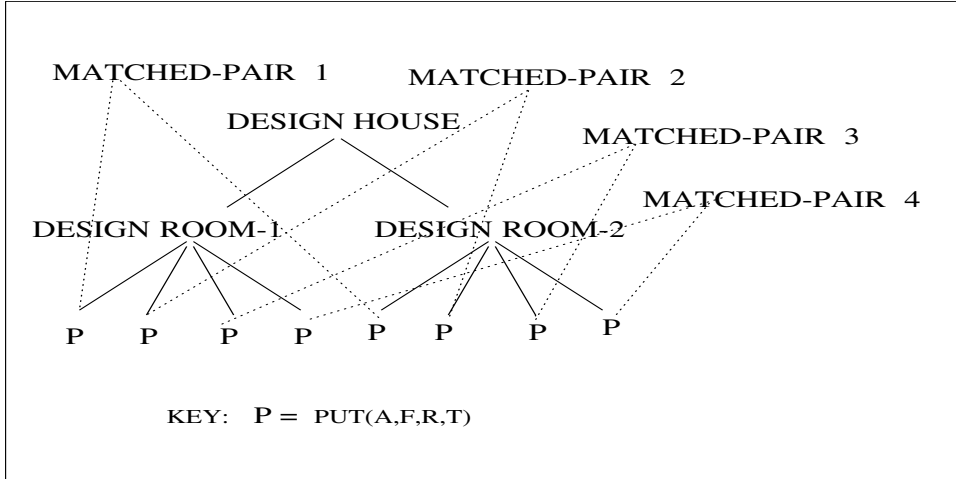 MATCHED-PAIR 1
MATCHED-PAIR 2
DESIGN HOUSE
MATCHED-PAIR 3
MATCHED-PAIR 4
DESIGN ROOM-1 DESIGN ROOM-2
P P P P P P P P
KEY: P = PUT(A,F,R,T)